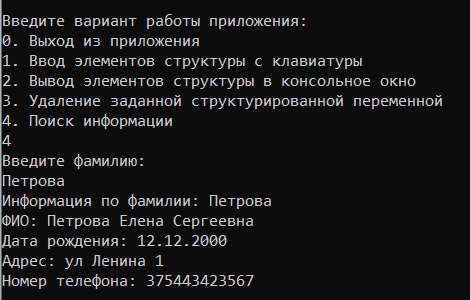 Введите вариант работы приложения:
0. Выход из приложения
1. Ввод элементов структуры с клавиатуры
2. Вывод элементов структуры в консольное окно
3. Удаление заданной структурированной переменной
4. Поиск информации
4
Введите фамилию:
Петрова
Информация по фамилии: Петрова
ФИО: Петрова Елена Сергеевна
Дата рождения: 12.12.2000
Адрес: ул Ленина 1
Номер телефона: 375443423567